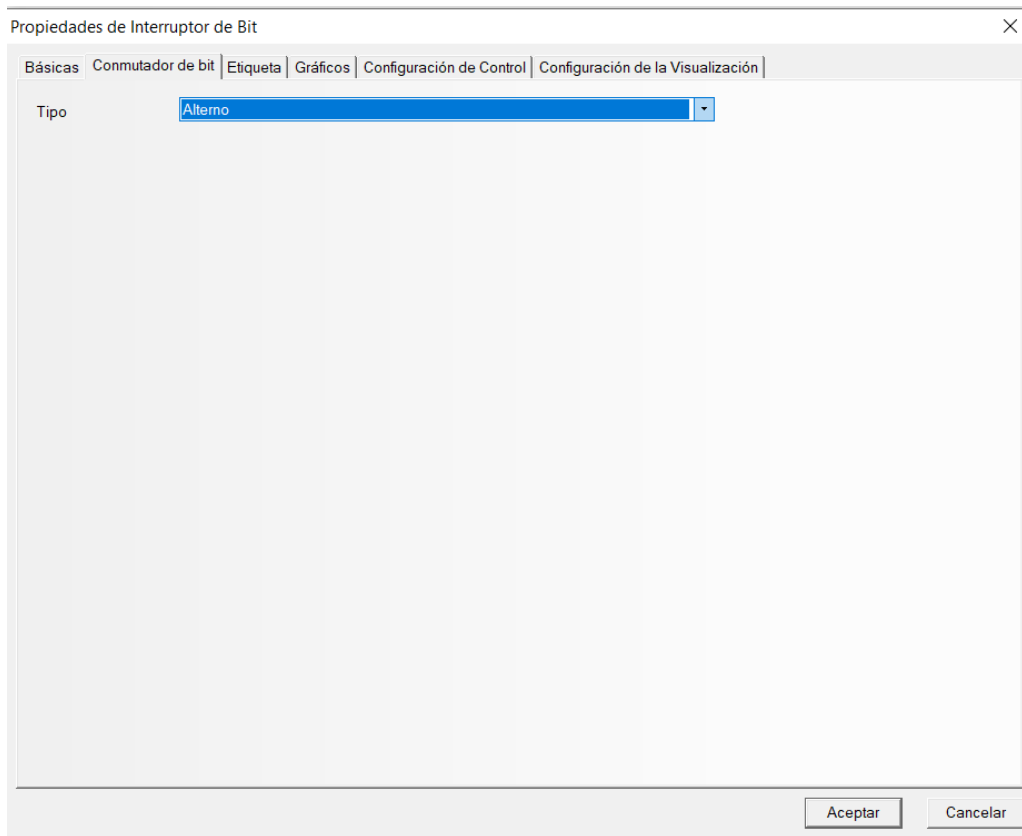 Propiedades de Interruptor de Bit
Básicas Conmutador de bit Etiqueta Gráficos Configuración de Control Configuración de la Visualización
Tipo Alterno
Aceptar Cancelar